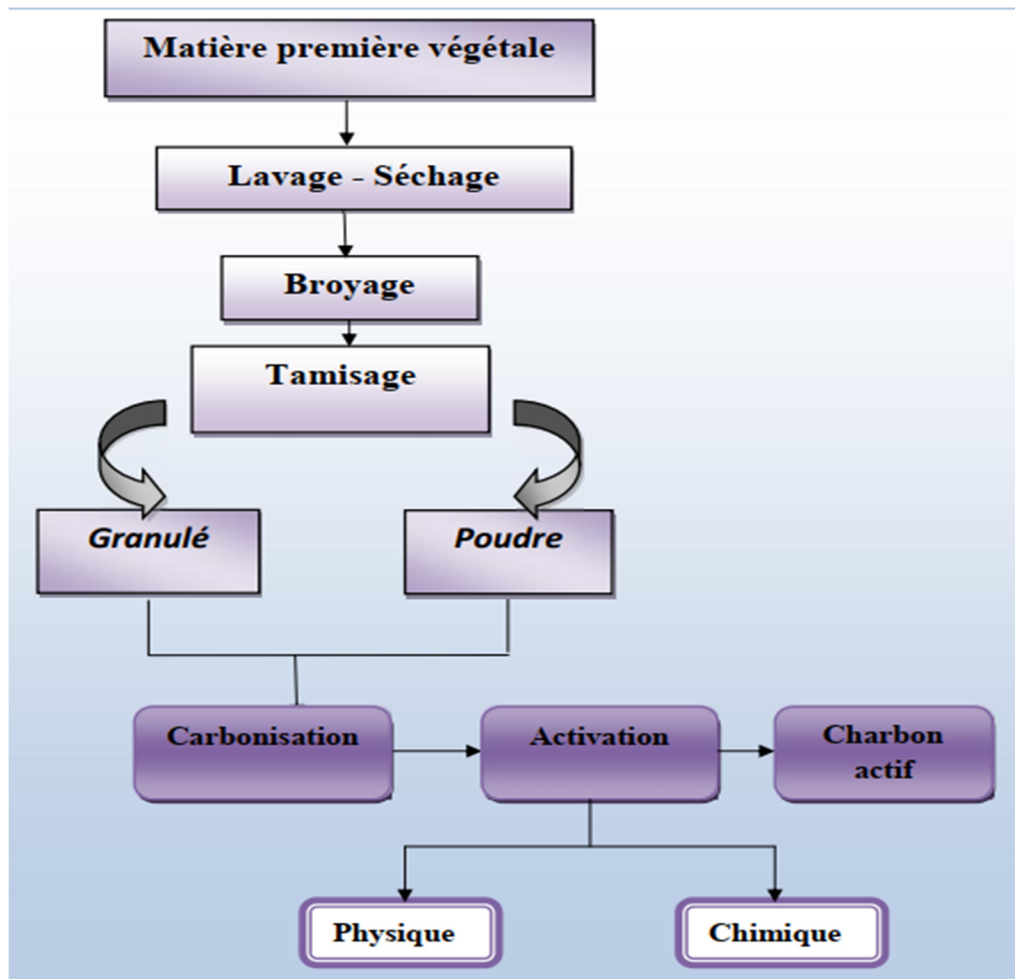 Matière première végétale
Lavage - Séchage
Broyage
Tamisage
Granulé
Poudre
Carbonisation
Activation
Charbon
actif
Physique
Chimique